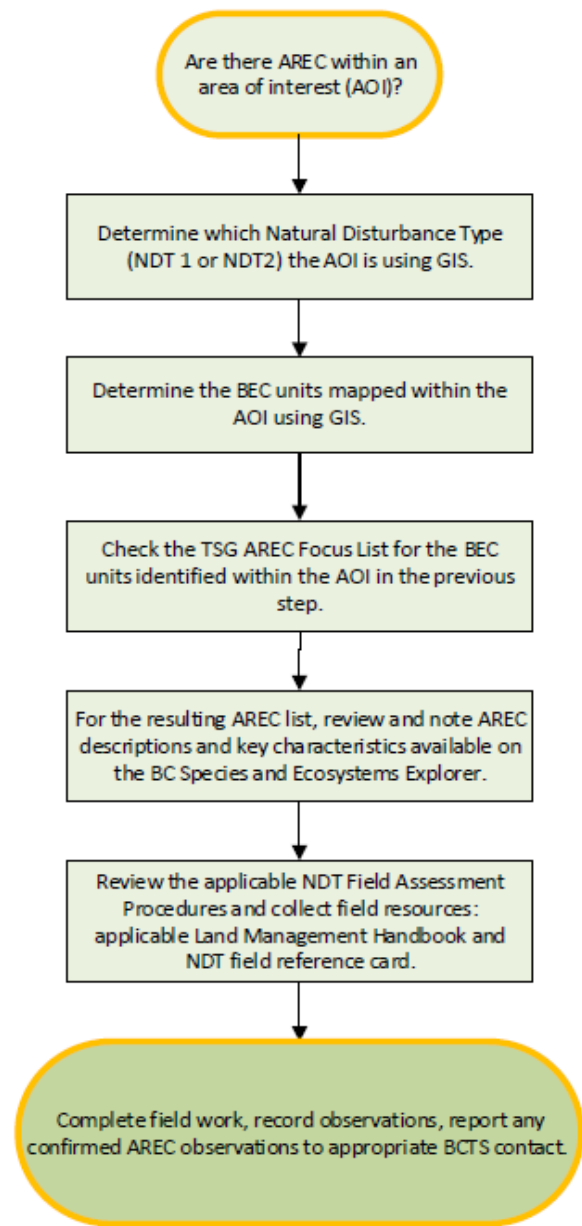 Are there AREC within an
area of interest (AOI)?
Determine which Natural Disturbance Type
(NDT 1 or NDT2) the AOI is using GIS.
Determine the BEC units mapped within the
AOI using GIS.
Check the TSG AREC Focus List for the BEC
units identified within the AOI in the previous
step.
For the resulting AREC list, review and note AREC
descriptions and key characteristics available on
the BC Species and Ecosystems Explorer.
Review the applicable NDT Field Assessment
Procedures and collect field resources:
applicable Land Management Handbook and
NDT field reference card.
Complete field work, record observations, report any
confirmed AREC observations to appropriate BCTS contact.